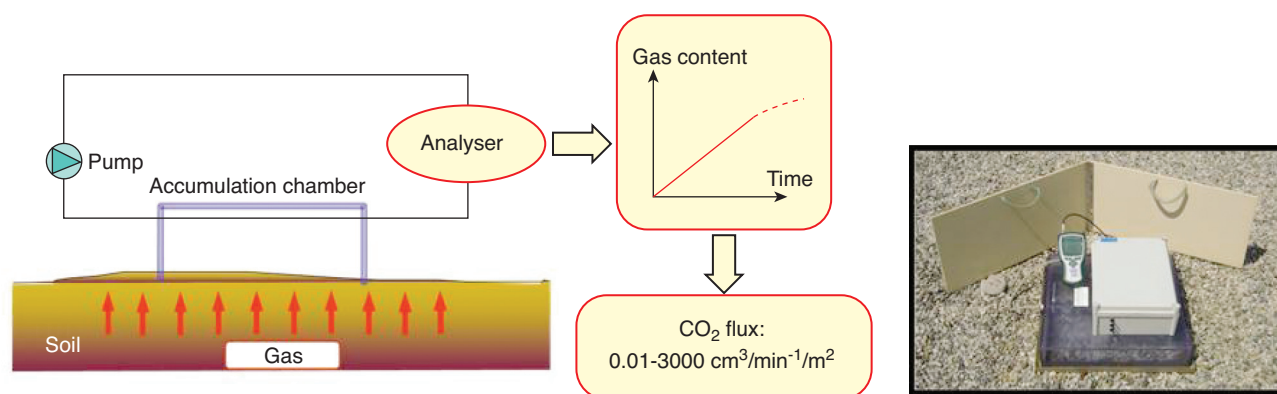 Gas content
Analyser
Pump
Time
Accumulation chamber
CO₂ flux:
0.01-3000 cm³/min⁻¹/m²
Soil
Gas